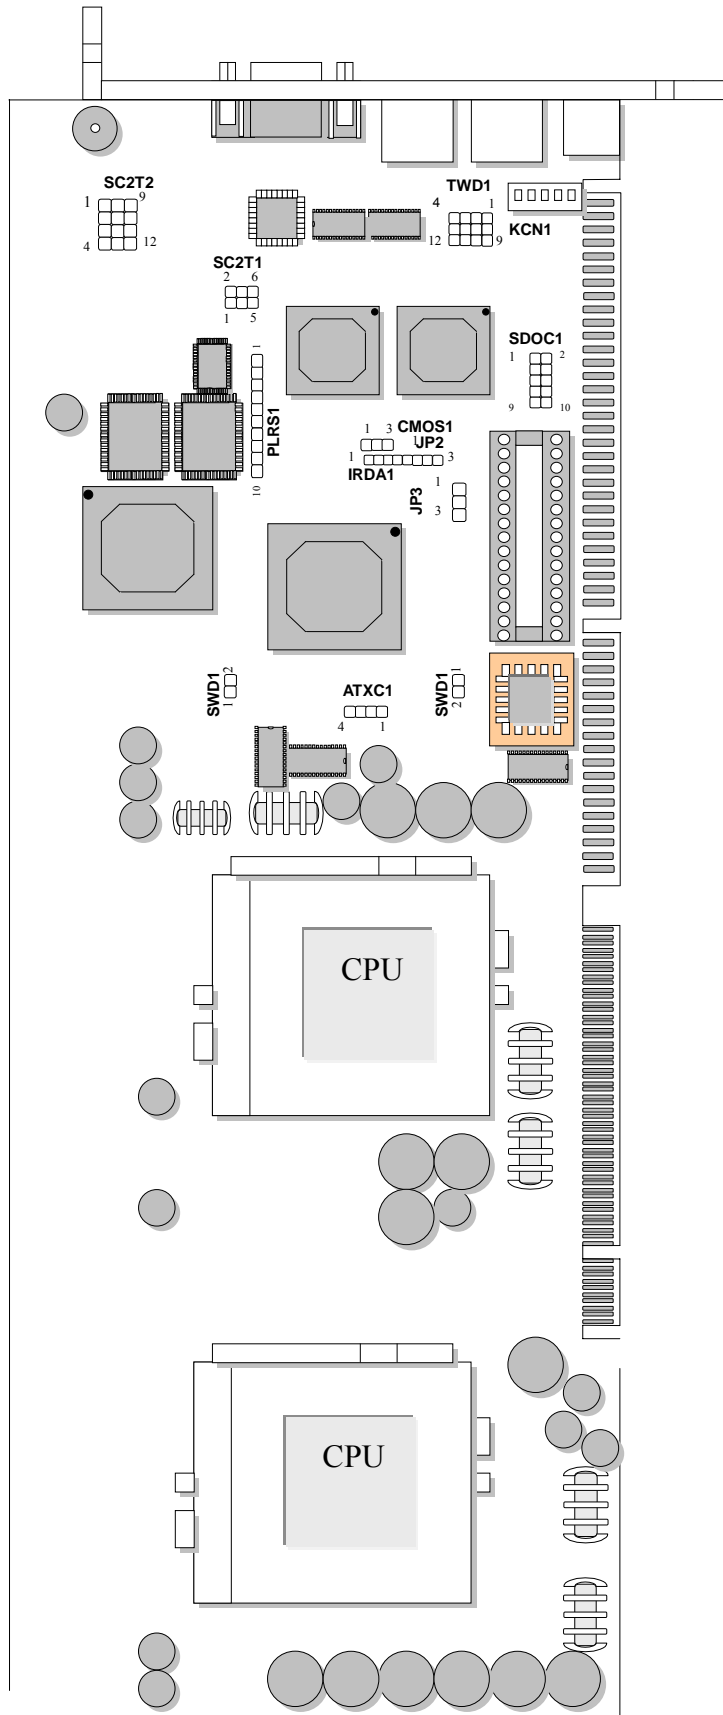 SC2T2
1 9
4 12
TWD1
4 1
12 9
KCN1
SC2T1
2 6
1 5
SDOC1
1 2
9 10
1
PLRS1
10
CMOS1
1 3
JP2
1
1 3
IRDA1
JP3
1
3
SWD1
2
1
ATXC1
4 1
SWD1
1
2
CPU
CPU